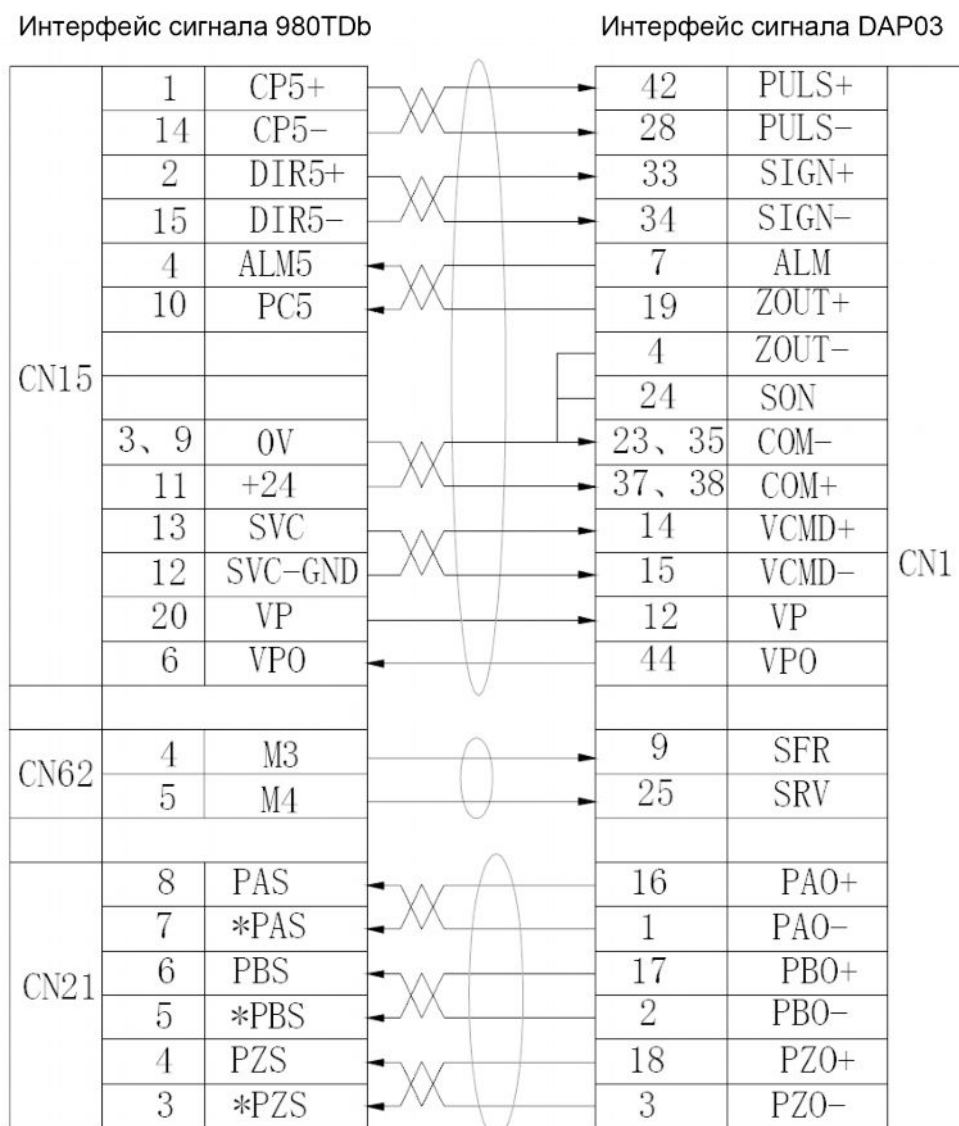 Интерфейс сигнала 980TDb Интерфейс сигнала DAP03
1 CP5+ 42 PULS+
14 CP5- 28 PULS-
2 DIR5+ 33 SIGN+
15 DIR5- 34 SIGN-
4 ALM5 7 ALM
10 PC5 19 ZOUT+
4 ZOUT-
CN15 24 SON
3、9 0V 23、35 COM-
11 +24 37、38 COM+
13 SVC 14 VCMD+
12 SVC-GND 15 VCMD- CN1
20 VP 12 VP
6 VPO 44 VPO
CN62 4 M3 9 SFR
5 M4 25 SRV
8 PAS 16 PAO+
7 *PAS 1 PAO-
CN21 6 PBS 17 PBO+
5 *PBS 2 PBO-
4 PZS 18 PZO+
3 *PZS 3 PZO-